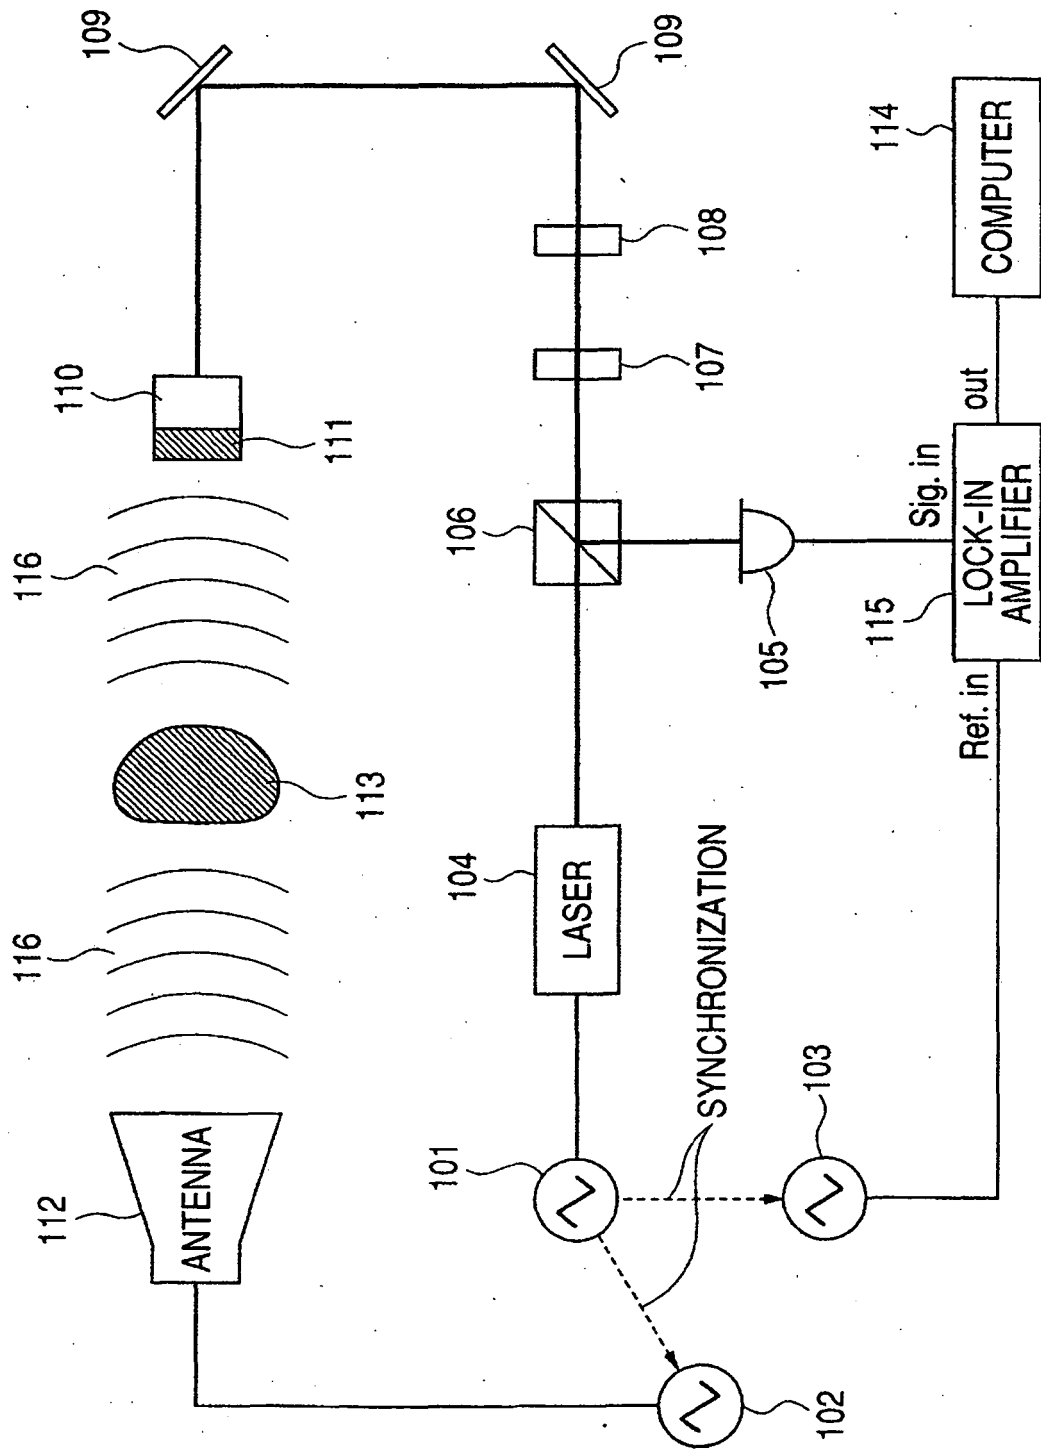 112
116
116
110
109
ANTENNA
113
111
101
104
106
LASER
107
108
109
SYNCHRONIZATION
102
103
105
115
Sig. in
114
Ref. in
LOCK-IN
AMPLIFIER
out
COMPUTER